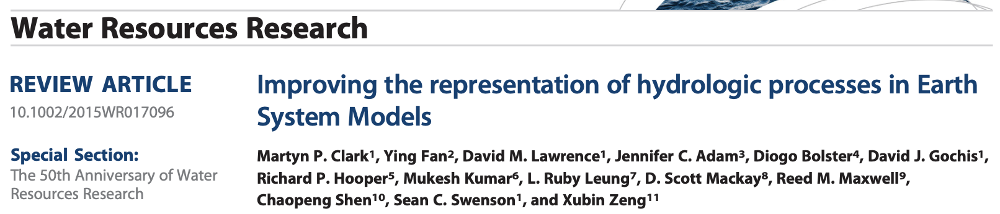 Water Resources Research
REVIEW ARTICLE
10.1002/2015WR017096
Special Section:
The 50th Anniversary of Water
Resources Research
Improving the representation of hydrologic processes in Earth
System Models
Martyn P. Clark¹, Ying Fan², David M. Lawrence¹, Jennifer C. Adam³, Diogo Bolster⁴, David J. Gochis¹,
Richard P. Hooper⁵, Mukesh Kumar⁶, L. Ruby Leung⁷, D. Scott Mackay⁸, Reed M. Maxwell⁹,
Chaopeng Shen¹⁰, Sean C. Swenson¹, and Xubin Zeng¹¹